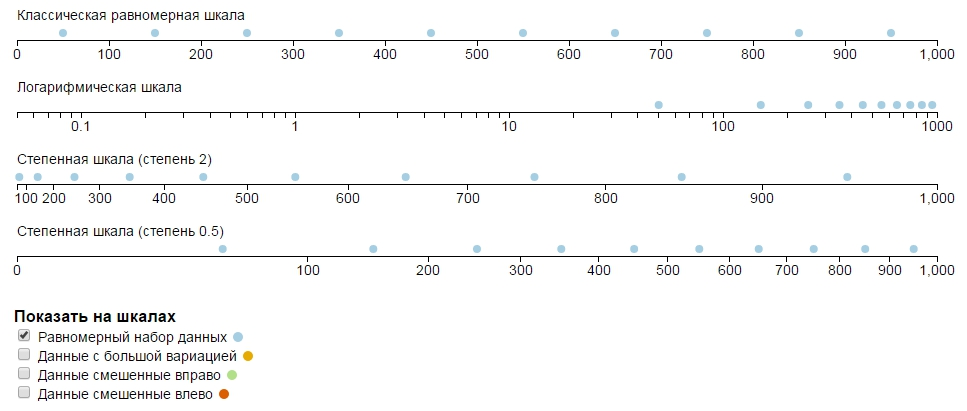 Классическая равномерная шкала
0 100 200 300 400 500 600 700 800 900 1,000
Логарифмическая шкала
0.1 1 10 100 1000
Степенная шкала (степень 2)
100 200 300 400 500 600 700 800 900 1,000
Степенная шкала (степень 0.5)
0 100 200 300 400 500 600 700 800 900 1,000
Показать на шкалах
Равномерный набор данных
Данные с большой вариацией
Данные смешенные вправо
Данные смешенные влево